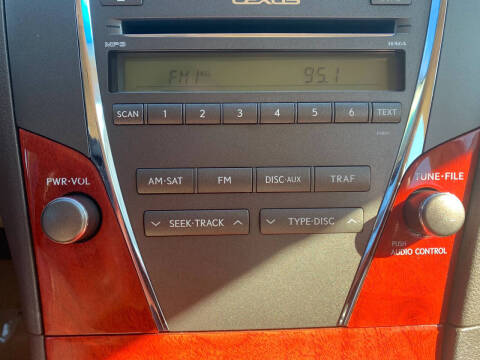 LEXUS
MP3
FM1 95.1
SCAN 1 2 3 4 5 6 TEXT
PWR·VOL
AM·SAT FM DISC·AUX TRAF
TUNE·FILE
SEEK·TRACK TYPE·DISC
PUSH
AUDIO CONTROL